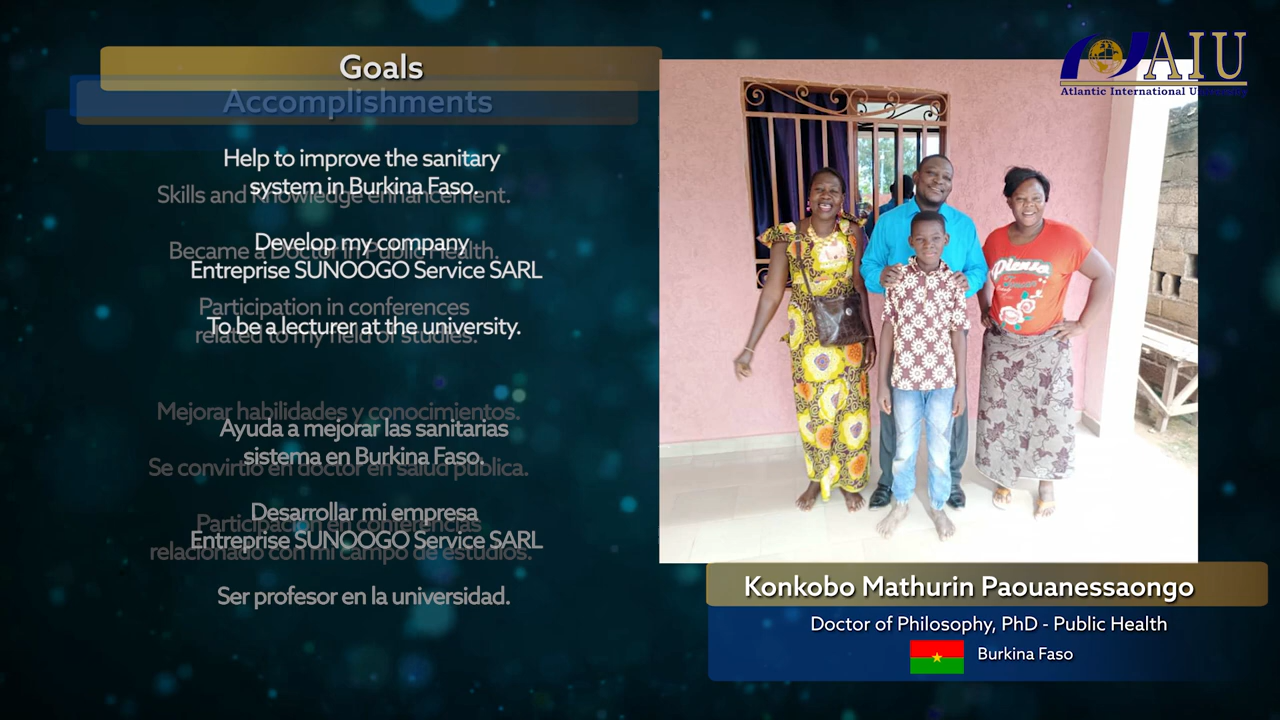 AIU
Atlantic International University
Goals
Accomplishments
Help to improve the sanitary
system in Burkina Faso.
Skills and Knowledge enhancement.
Develop my company
Entreprise SUNOOGO Service SARL
Became a Doctor in Public Health.
To be a lecturer at the university.
Participation in conferences
related to my field of studies.
Ayuda a mejorar las sanitarias
sistema en Burkina Faso.
Mejorar habilidades y conocimientos.
Desarrollar mi empresa
Entreprise SUNOOGO Service SARL
Se convirtió en doctor en salud pública.
Ser profesor en la universidad.
Participación en conferencias
relacionado con mi campo de estudios.
Konkobo Mathurin Paouanessaongo
Doctor of Philosophy, PhD - Public Health
Burkina Faso